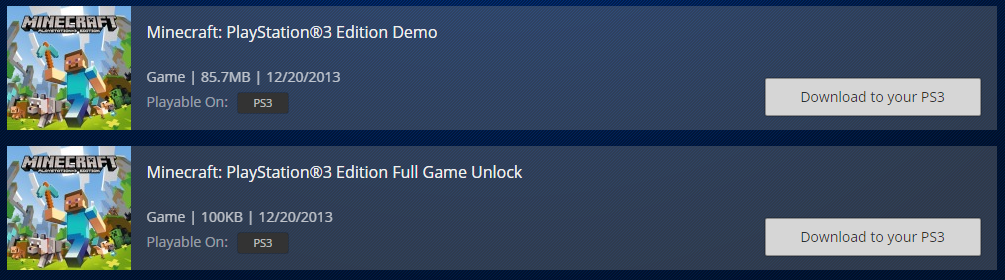 MINECRAFT
PLAYSTATION®3 EDITION
Minecraft: PlayStation®3 Edition Demo
Game | 85.7MB | 12/20/2013
Playable On: PS3
Download to your PS3
MINECRAFT
PLAYSTATION®3 EDITION
Minecraft: PlayStation®3 Edition Full Game Unlock
Game | 100KB | 12/20/2013
Playable On: PS3
Download to your PS3